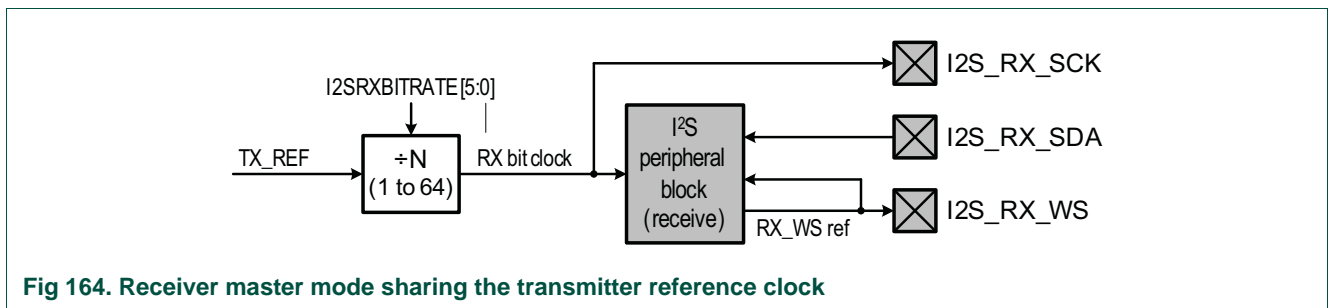 I2SRXBITRATE[5:0]
TX_REF
÷N
(1 to 64)
RX bit clock
I²S
peripheral
block
(receive)
RX_WS ref
I2S_RX_SCK
I2S_RX_SDA
I2S_RX_WS
Fig 164. Receiver master mode sharing the transmitter reference clock